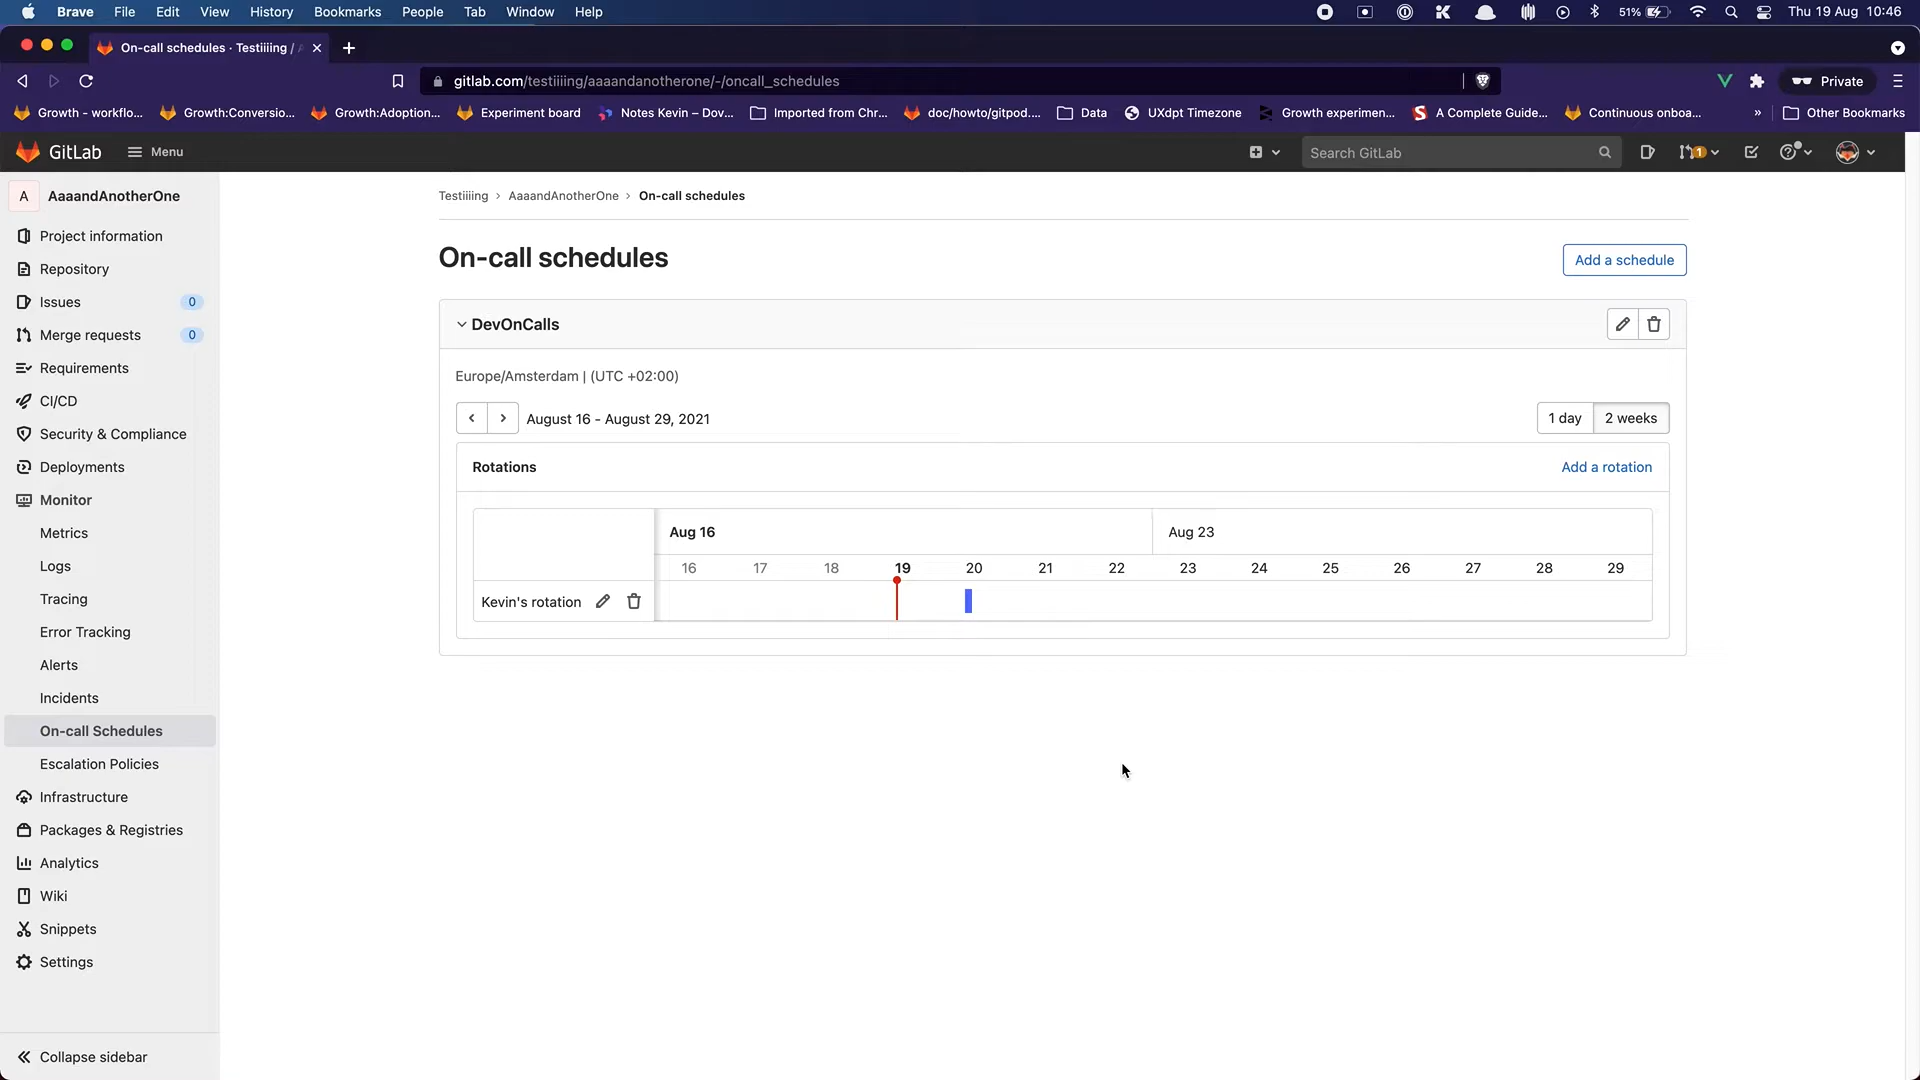 Brave File Edit View History Bookmarks People Tab Window Help 51% Thu 19 Aug 10:46
On-call schedules · Testiiiing /
gitlab.com/testiiiing/aaaandanotherone/-/oncall_schedules Private
Growth - workflo... Growth:Conversio... Growth:Adoption... Experiment board Notes Kevin – Dov... Imported from Chr... doc/howto/gitpod.... Data UXdpt Timezone Growth experimen... A Complete Guide... Continuous onboa... » Other Bookmarks
GitLab Menu Search GitLab 1
A AaaandAnotherOne
Project information
Repository
Issues 0
Merge requests 0
Requirements
CI/CD
Security & Compliance
Deployments
Monitor
Metrics
Logs
Tracing
Error Tracking
Alerts
Incidents
On-call Schedules
Escalation Policies
Infrastructure
Packages & Registries
Analytics
Wiki
Snippets
Settings
Collapse sidebar
Testiiiing › AaaandAnotherOne › On-call schedules
On-call schedules
Add a schedule
DevOnCalls
Europe/Amsterdam | (UTC +02:00)
August 16 - August 29, 2021
1 day 2 weeks
Rotations Add a rotation
Aug 16 Aug 23
16 17 18 19 20 21 22 23 24 25 26 27 28 29
Kevin's rotation